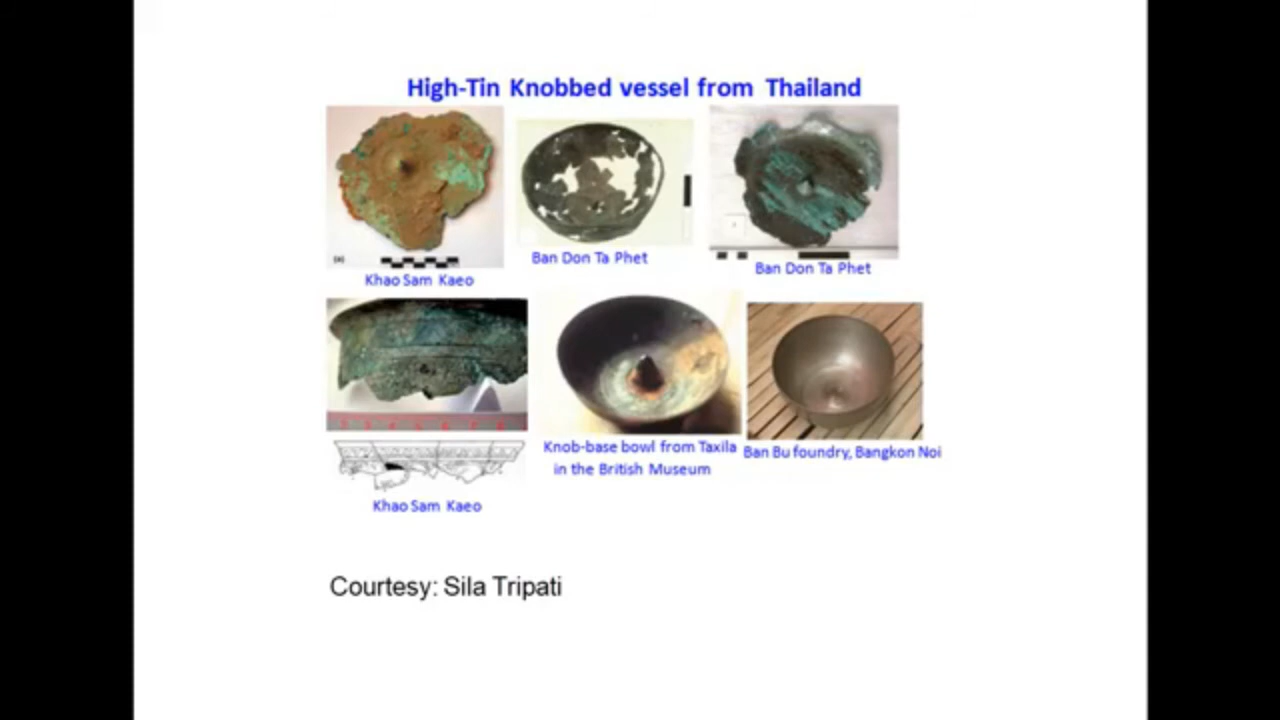 High-Tin Knobbed vessel from Thailand
Khao Sam Kaeo
Ban Don Ta Phet
Ban Don Ta Phet
Khao Sam Kaeo
Knob-base bowl from Taxila
in the British Museum
Ban Bu foundry, Bangkon Noi
Courtesy: Sila Tripati